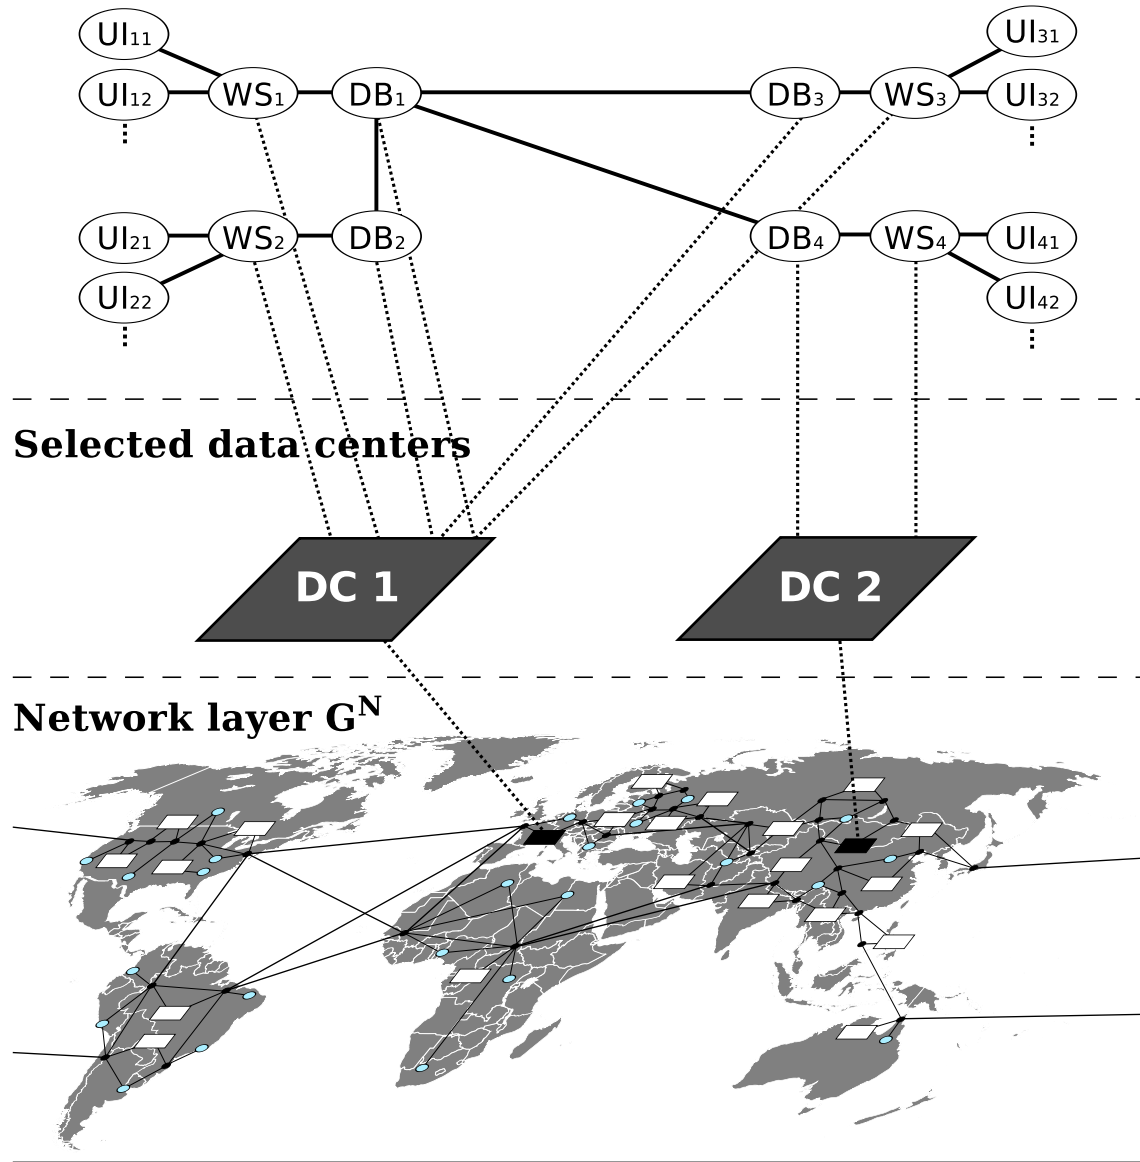 UI11
UI31
UI12 WS1 DB1 DB3 WS3 UI32
UI21 WS2 DB2 DB4 WS4 UI41
UI22 UI42
Selected data centers
DC 1 DC 2
Network layer G^N